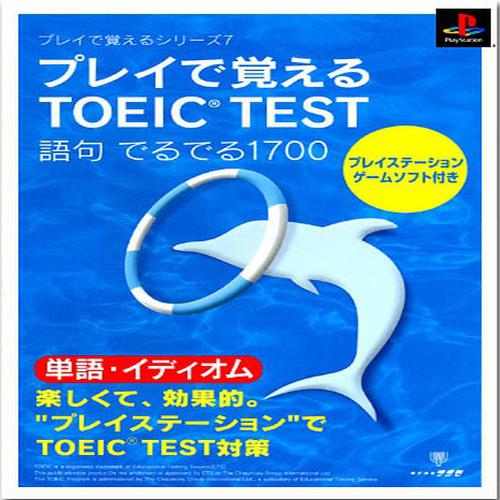 プレイで覚えるシリーズ7
PlayStation
プレイで覚える
TOEIC® TEST
語句 でるでる1700
プレイステーション
ゲームソフト付き
単語・イディオム
楽しくて、効果的。
"プレイステーション"で
TOEIC® TEST対策